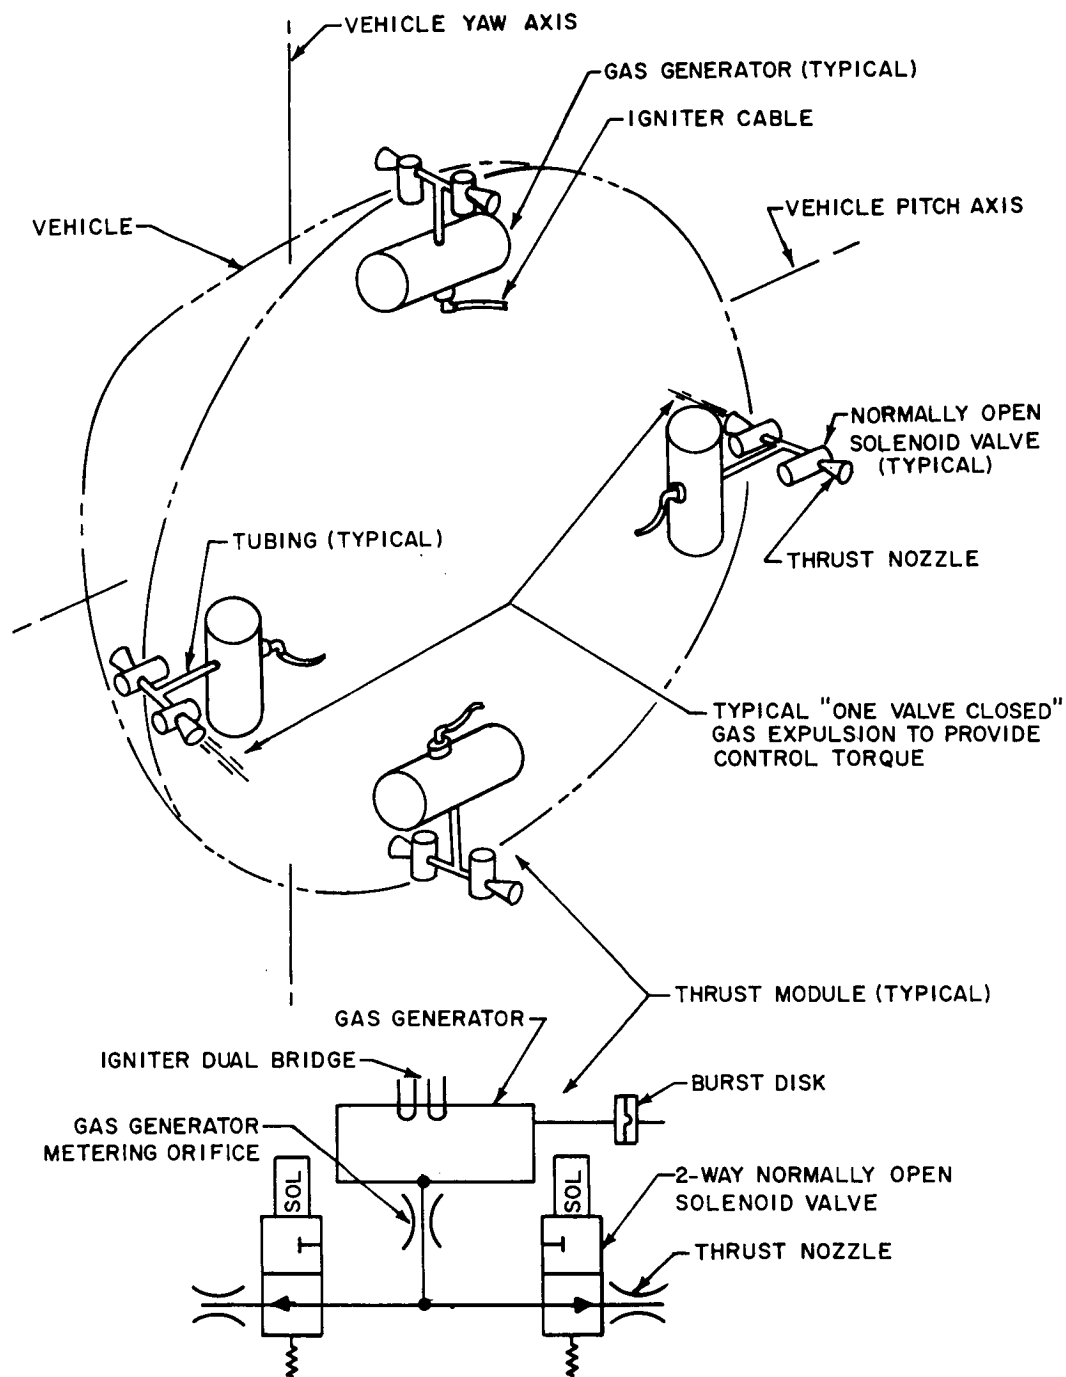 VEHICLE YAW AXIS
GAS GENERATOR (TYPICAL)
IGNITER CABLE
VEHICLE PITCH AXIS
VEHICLE
NORMALLY OPEN
SOLENOID VALVE
(TYPICAL)
THRUST NOZZLE
TUBING (TYPICAL)
TYPICAL "ONE VALVE CLOSED"
GAS EXPULSION TO PROVIDE
CONTROL TORQUE
THRUST MODULE (TYPICAL)
GAS GENERATOR
IGNITER DUAL BRIDGE
BURST DISK
GAS GENERATOR
METERING ORIFICE
SOL
SOL
2-WAY NORMALLY OPEN
SOLENOID VALVE
THRUST NOZZLE